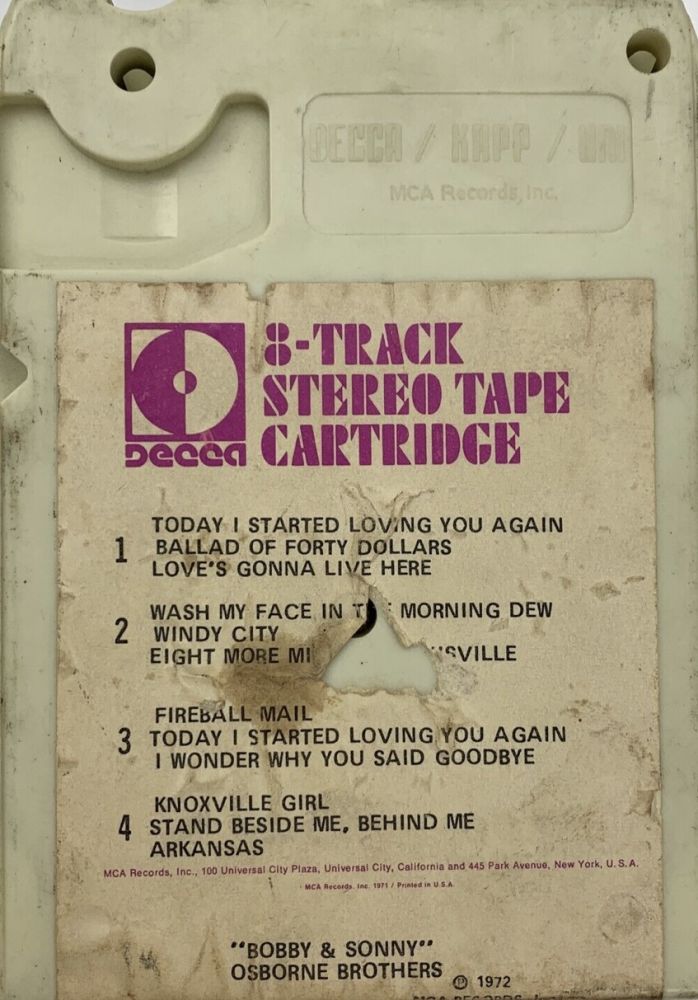 DECCA / KAPP / UNI
MCA Records, Inc.
8-TRACK
STEREO TAPE
CARTRIDGE
DECCA
1
TODAY I STARTED LOVING YOU AGAIN
BALLAD OF FORTY DOLLARS
LOVE'S GONNA LIVE HERE
2
WASH MY FACE IN THE MORNING DEW
WINDY CITY
EIGHT MORE MI
FIREBALL MAIL
3
TODAY I STARTED LOVING YOU AGAIN
I WONDER WHY YOU SAID GOODBYE
KNOXVILLE GIRL
4
STAND BESIDE ME, BEHIND ME
ARKANSAS
MCA Records, Inc., 100 Universal City Plaza, Universal City, California and 445 Park Avenue, New York, U.S.A.
MCA Records, Inc. 1971 / Printed in U.S.A.
"BOBBY & SONNY"
OSBORNE BROTHERS
℗ 1972